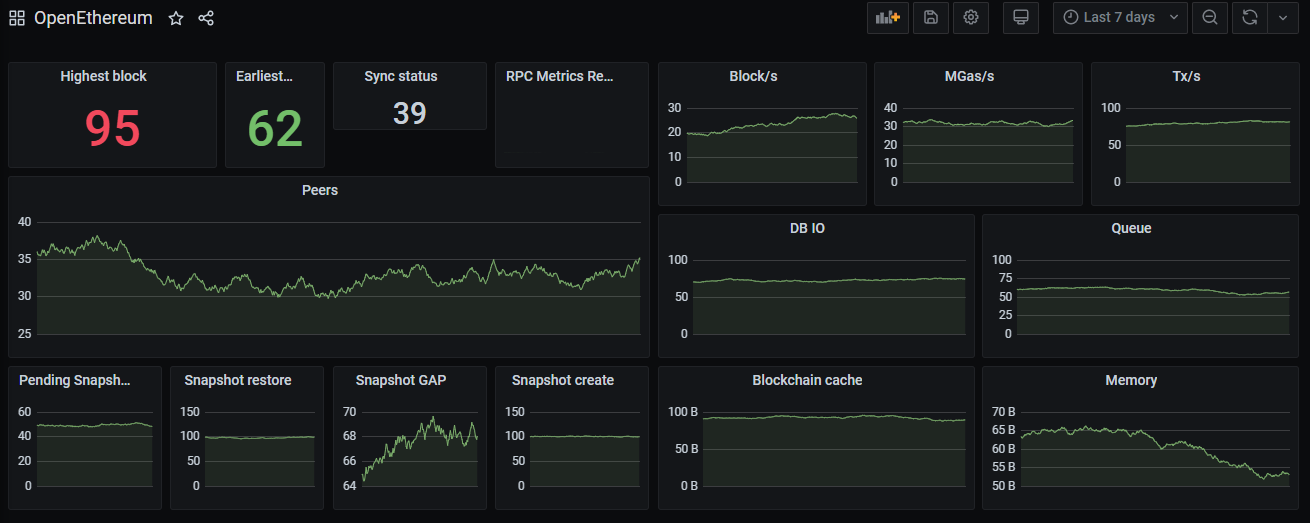 OpenEthereum
Last 7 days
Highest block
95
Earliest...
62
Sync status
39
RPC Metrics Re...
Block/s
30
20
10
0
MGas/s
40
30
20
10
0
Tx/s
100
50
0
Peers
40
35
30
25
DB IO
100
50
0
Queue
100
75
50
25
0
Pending Snapsh...
60
40
20
0
Snapshot restore
150
100
50
0
Snapshot GAP
70
68
66
64
Snapshot create
150
100
50
0
Blockchain cache
100 B
50 B
0 B
Memory
70 B
65 B
60 B
55 B
50 B